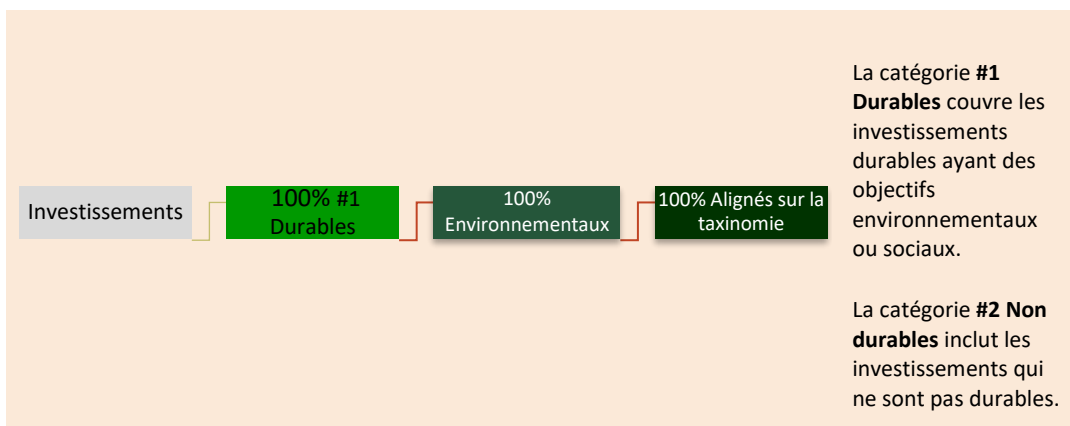 Investissements
100% #1
Durables
100%
Environnementaux
100% Alignés sur la
taxinomie
La catégorie #1
Durables couvre les
investissements
durables ayant des
objectifs
environnementaux
ou sociaux.
La catégorie #2 Non
durables inclut les
investissements qui
ne sont pas durables.